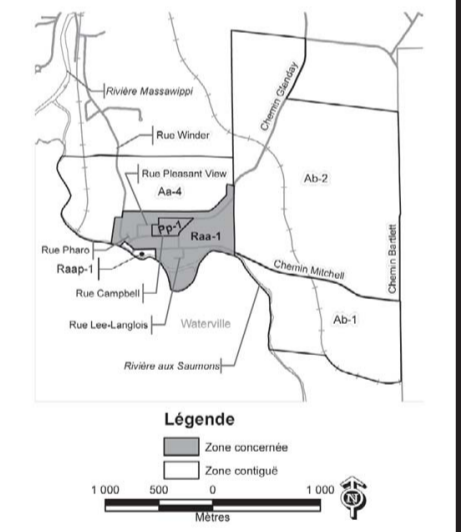 Rivière Massawippi
Chemin Glenday
Rue Winder
Rue Pleasant View
Ab-2
Aa-4
Pp-1
Raa-1
Chemin Bartlett
Rue Pharo
Raap-1
Chemin Mitchell
Rue Campbell
Rue Lee-Langlois
Waterville
Ab-1
Rivière aux Saumons
Légende
Zone concernée
Zone contiguë
1 000 500 0 1 000
Mètres
N